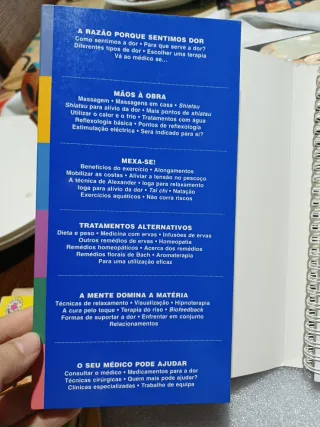 A RAZÃO PORQUE SENTIMOS DOR
Como sentimos a dor • Para que serve a dor?
Diferentes tipos de dor • Escolher uma terapia
Vá ao médico se...
MÃOS À OBRA
Massagem • Massagens em casa • Shiatsu
Shiatsu para alívio da dor • Mais pontos de shiatsu
Utilizar o calor e o frio • Tratamentos com água
Reflexologia básica • Pontos de reflexologia
Estimulação eléctrica • Será indicado para si?
MEXA-SE!
Benefícios do exercício • Alongamentos
Mobilizar as costas • Aliviar a tensão no pescoço
A técnica de Alexander • Ioga para relaxamento
Ioga para alívio da dor • Tai chi • Natação
Exercícios aquáticos • Não corra riscos
TRATAMENTOS ALTERNATIVOS
Dieta e peso • Medicina com ervas • Infusões de ervas
Outros remédios de ervas • Homeopatia
Remédios homeopáticos • Acerca dos remédios
Remédios florais de Bach • Aromaterapia
Para uma utilização eficaz
A MENTE DOMINA A MATÉRIA
Técnicas de relaxamento • Visualização • Hipnoterapia
A cura pelo toque • Terapia do riso • Biofeedback
Formas de suportar a dor • Enfrentar em conjunto
Relacionamentos
O SEU MÉDICO PODE AJUDAR
Consultar o médico • Medicamentos para a dor
Técnicas cirúrgicas • Quem mais pode ajudar?
Clínicas especializadas • Trabalho de equipa